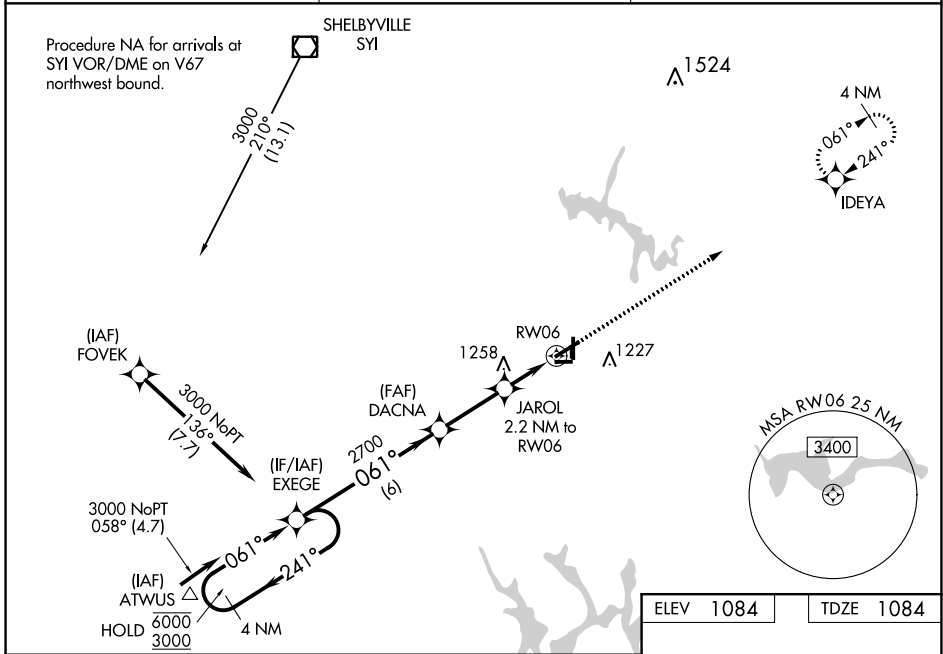 SHELBYVILLE
SYI
Procedure NA for arrivals at
SYI VOR/DME on V67
northwest bound.
1524
4 NM
061°
241°
IDEYA
3000
210°
(13.1)
RW06
1258
1227
(IAF)
FOVEK
3000 NoPT
136°
(7.7)
(FAF)
DACNA
JAROL
2.2 NM to
RW06
2700
061°
(6)
(IF/IAF)
EXEGE
MSA RW06 25 NM
3400
3000 NoPT
058° (4.7)
061°
241°
(IAF)
ATWUS
HOLD 6000
3000
4 NM
ELEV 1084
TDZE 1084